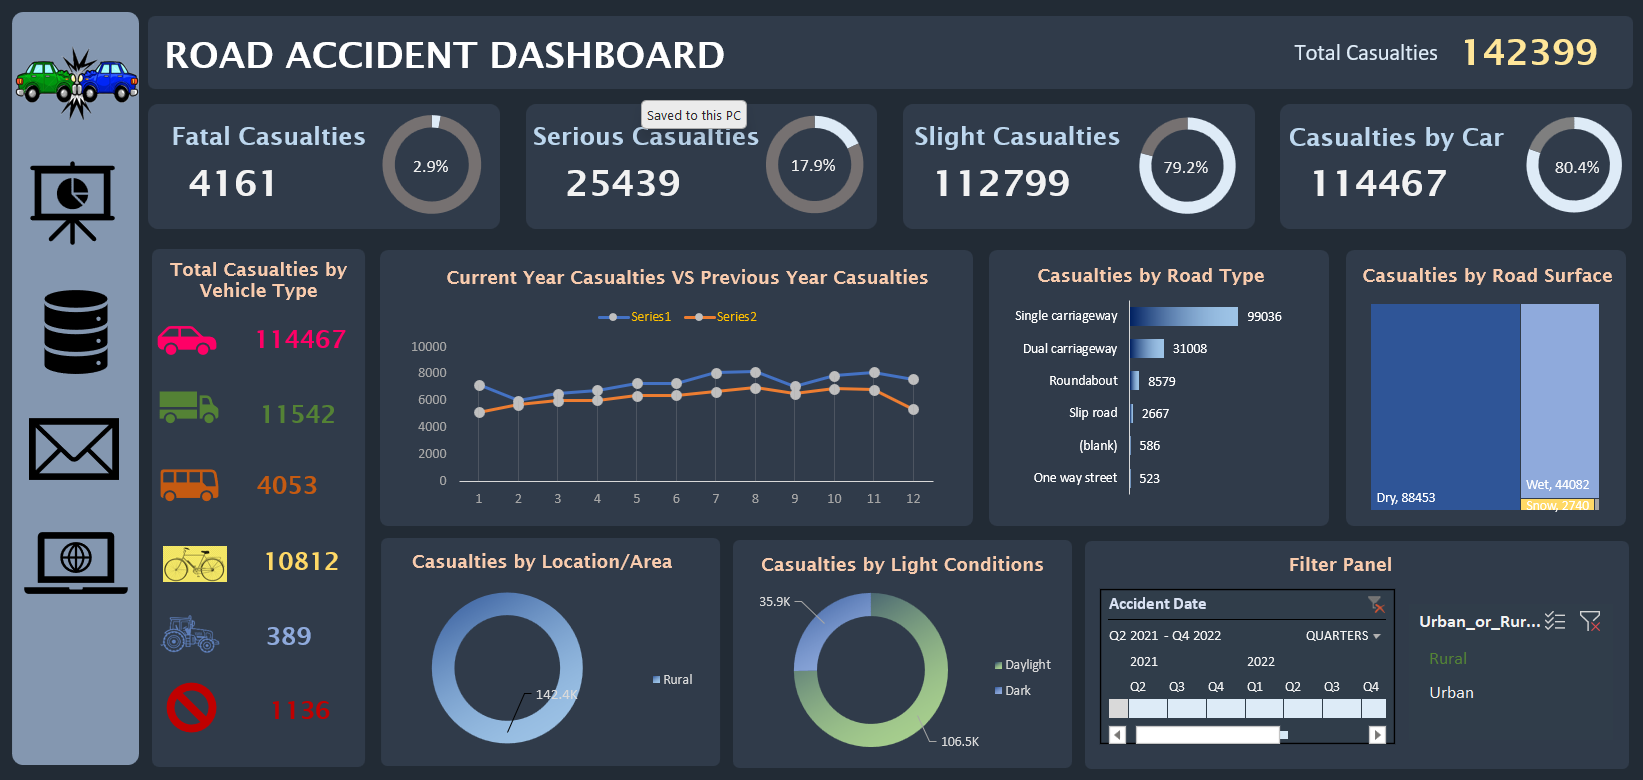 ROAD ACCIDENT DASHBOARD
Total Casualties 142399
Saved to this PC
Fatal Casualties
4161
2.9%
Serious Casualties
25439
17.9%
Slight Casualties
112799
79.2%
Casualties by Car
114467
80.4%
Total Casualties by
Vehicle Type
114467
11542
4053
10812
389
1136
Current Year Casualties VS Previous Year Casualties
Series1 Series2
10000
8000
6000
4000
2000
0
1 2 3 4 5 6 7 8 9 10 11 12
Casualties by Road Type
Single carriageway 99036
Dual carriageway 31008
Roundabout 8579
Slip road 2667
(blank) 586
One way street 523
Casualties by Road Surface
Dry, 88453
Wet, 44082
Snow, 2740
Casualties by Location/Area
142.4K
Rural
Casualties by Light Conditions
35.9K
106.5K
Daylight
Dark
Filter Panel
Accident Date
Q2 2021 - Q4 2022 QUARTERS
2021 2022
Q2 Q3 Q4 Q1 Q2 Q3 Q4
Urban_or_Rur...
Rural
Urban